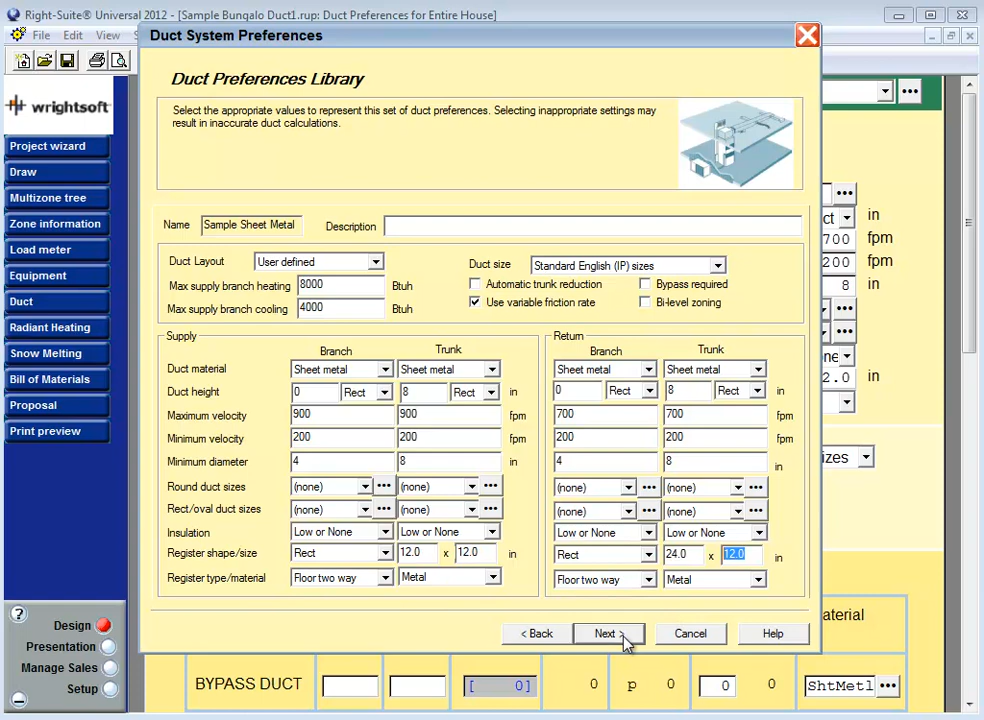 Right-Suite® Universal 2012 - [Sample Bungalo Duct1.rup: Duct Preferences for Entire House]
File Edit View
Duct System Preferences
wrightsoft
Project wizard
Draw
Multizone tree
Zone information
Load meter
Equipment
Duct
Radiant Heating
Snow Melting
Bill of Materials
Proposal
Print preview
? Design
Presentation
Manage Sales
Setup
Duct Preferences Library
Select the appropriate values to represent this set of duct preferences. Selecting inappropriate settings may
result in inaccurate duct calculations.
Name Sample Sheet Metal Description
Duct Layout User defined Duct size Standard English (IP) sizes
Max supply branch heating 8000 Btuh Automatic trunk reduction Bypass required
Max supply branch cooling 4000 Btuh Use variable friction rate Bi-level zoning
Supply Return
Branch Trunk Branch Trunk
Duct material Sheet metal Sheet metal Sheet metal Sheet metal
Duct height 0 Rect 8 Rect in 0 Rect 8 Rect in
Maximum velocity 900 900 fpm 700 700 fpm
Minimum velocity 200 200 fpm 200 200 fpm
Minimum diameter 4 8 in 4 8 in
Round duct sizes (none) (none) (none) (none)
Rect/oval duct sizes (none) (none) (none) (none)
Insulation Low or None Low or None Low or None Low or None
Register shape/size Rect 12.0 x 12.0 in Rect 24.0 x 12.0 in
Register type/material Floor two way Metal Floor two way Metal
< Back Next > Cancel Help
ct in
700 fpm
200 fpm
8 in
ne
2.0 in
izes
aterial
BYPASS DUCT [ 0] 0 p 0 0 0 ShtMetl